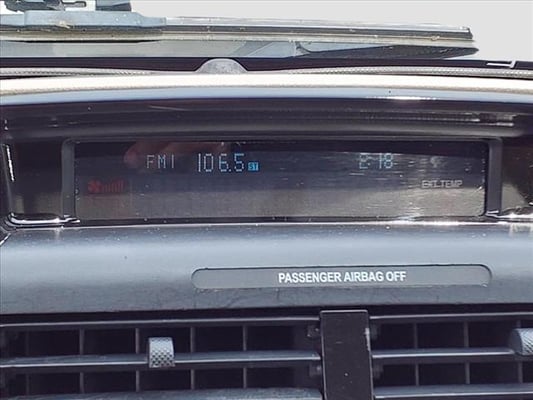 FM1 106.5 ST 2:18
EXT.TEMP
PASSENGER AIRBAG OFF